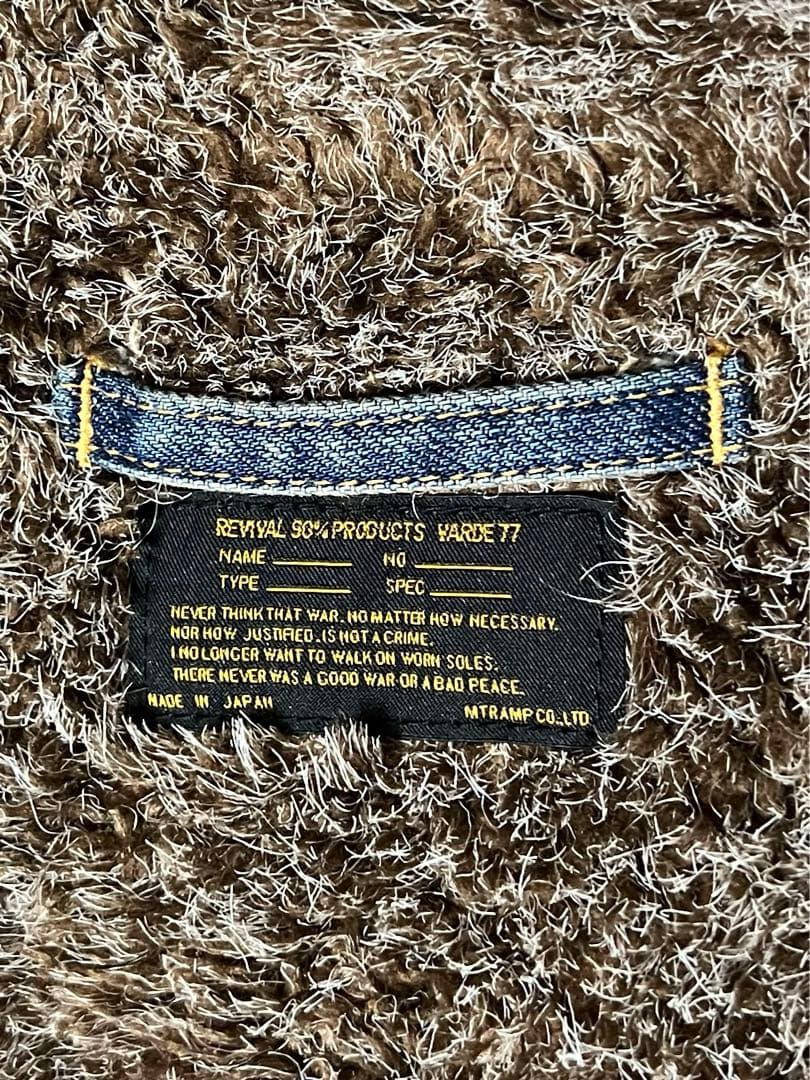 REVIVAL 90% PRODUCTS VARDE 77
NAME NO
TYPE SPEC
NEVER THINK THAT WAR. NO MATTER HOW NECESSARY.
NOR HOW JUSTIFIED. IS NOT A CRIME.
I NO LONGER WANT TO WALK ON WORN SOLES.
THERE NEVER WAS A GOOD WAR OR A BAD PEACE.
MADE IN JAPAN MTRAMP CO.,LTD